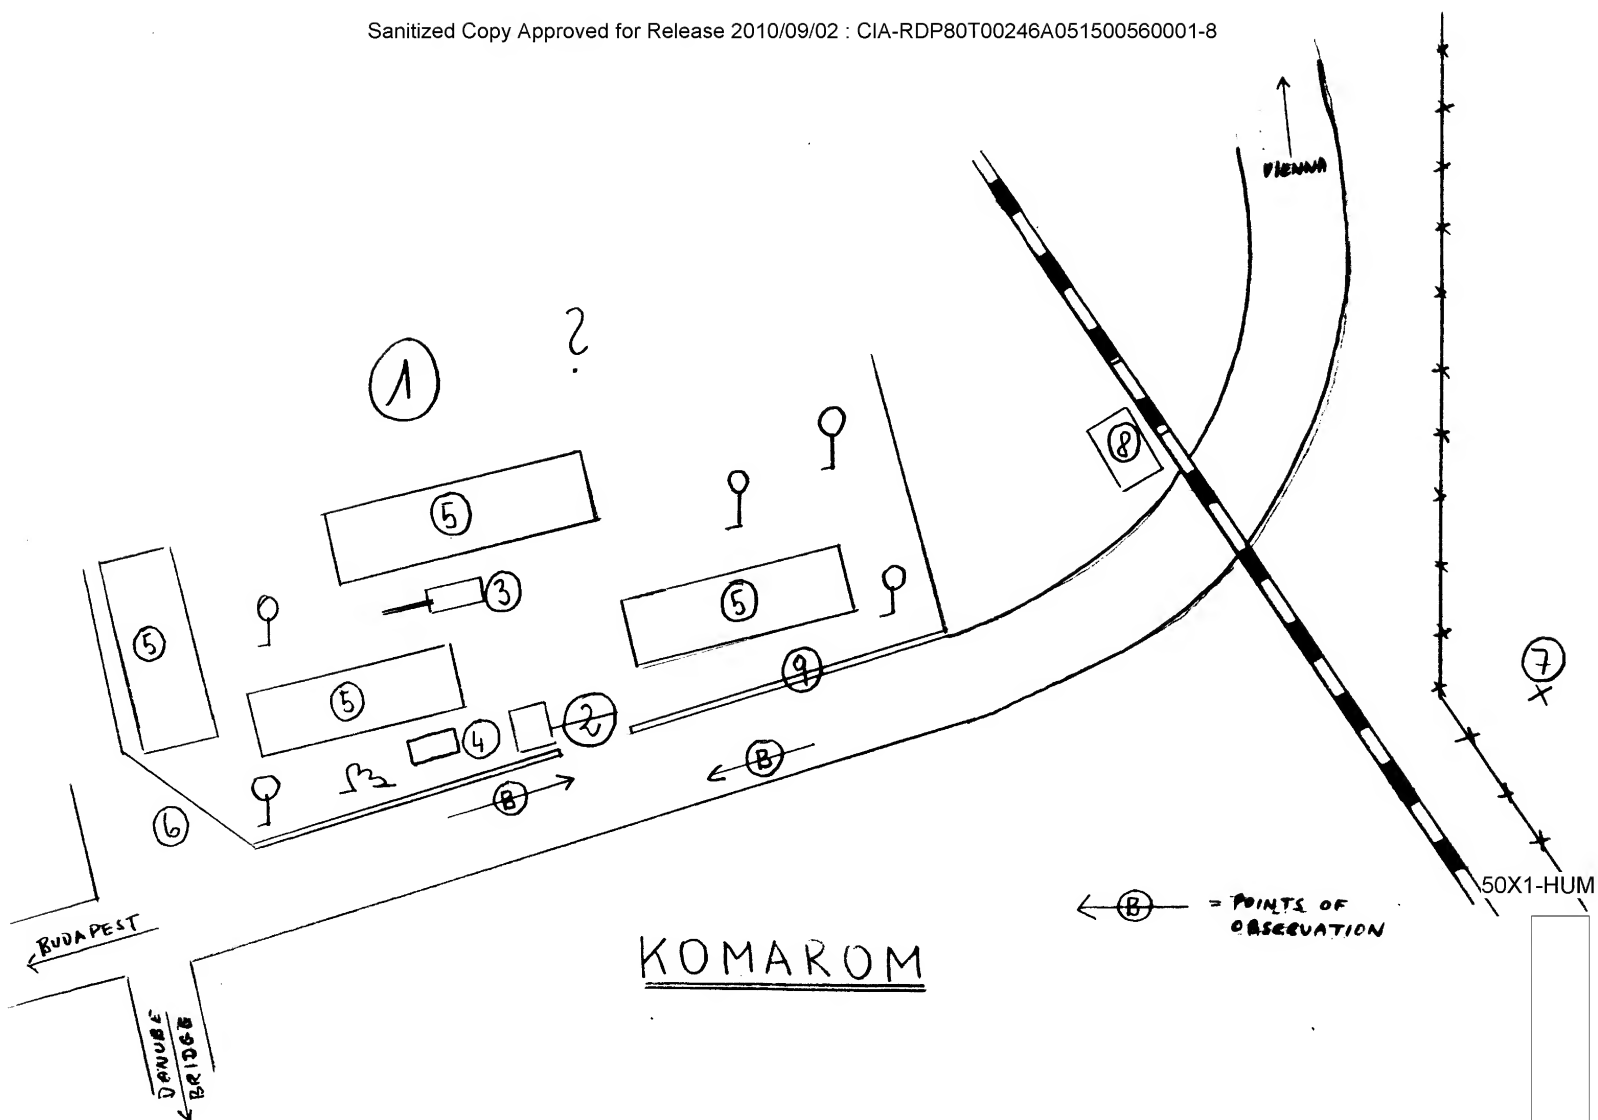 Sanitized Copy Approved for Release 2010/09/02 : CIA-RDP80T00246A051500560001-8
VIENNA
?
1
8
5
3
5
5
7
9
5
2
4
B
B
6
50X1-HUM
B = POINTS OF
OBSERVATION
BUDAPEST
KOMAROM
DANUBE
BRIDGE